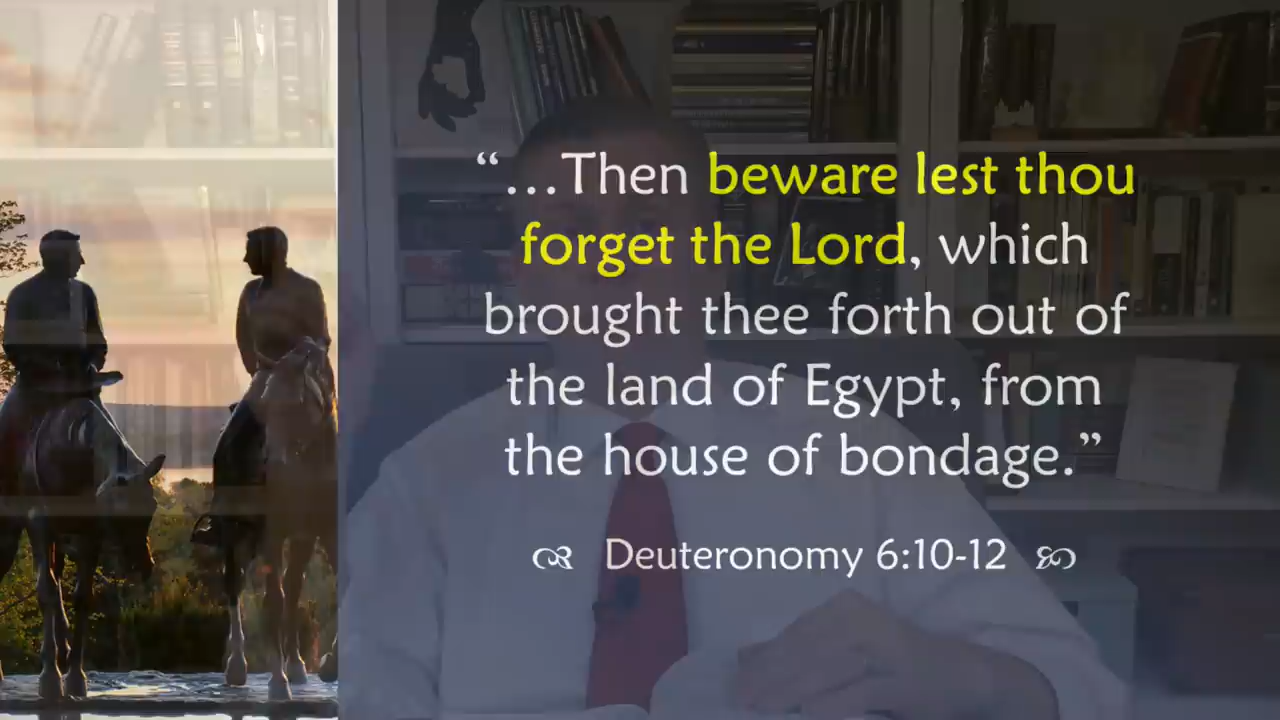 “…Then beware lest thou
forget the Lord, which
brought thee forth out of
the land of Egypt, from
the house of bondage.”
Deuteronomy 6:10-12